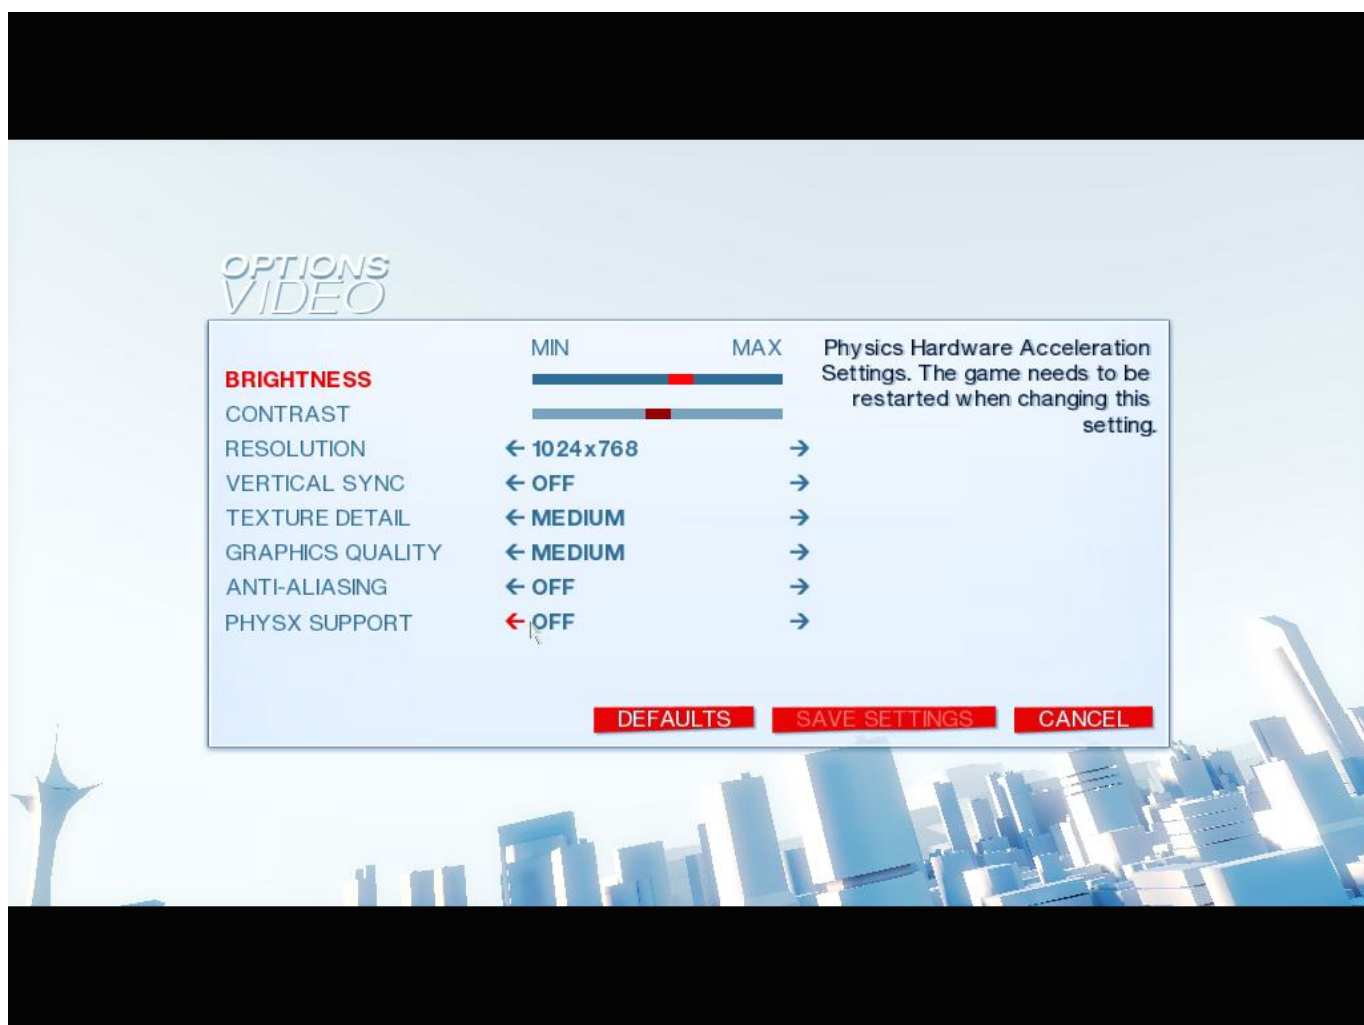 OPTIONS
VIDEO
MIN MAX
BRIGHTNESS
CONTRAST
RESOLUTION ← 1024x768 →
VERTICAL SYNC ← OFF →
TEXTURE DETAIL ← MEDIUM →
GRAPHICS QUALITY ← MEDIUM →
ANTI-ALIASING ← OFF →
PHYSX SUPPORT ← OFF →
Physics Hardware Acceleration
Settings. The game needs to be
restarted when changing this
setting.
DEFAULTS SAVE SETTINGS CANCEL